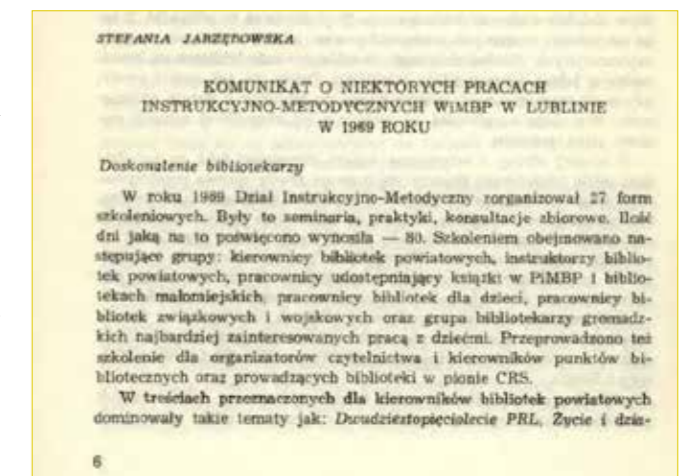 STEFANIA JARZĘBOWSKA
KOMUNIKAT O NIEKTÓRYCH PRACACH
INSTRUKCYJNO-METODYCZNYCH WiMBP W LUBLINIE
W 1969 ROKU
Doskonalenie bibliotekarzy
W roku 1969 Dział Instrukcyjno-Metodyczny zorganizował 27 form
szkoleniowych. Były to seminaria, praktyki, konsultacje zbiorowe. Ilość
dni jaką na to poświęcono wynosiła — 80. Szkoleniem obejmowano na-
stępujące grupy: kierownicy bibliotek powiatowych, instruktorzy biblio-
tek powiatowych, pracownicy udostępniający książki w PiMBP i biblio-
tekach małomiejskich, pracownicy bibliotek dla dzieci, pracownicy bi-
bliotek związkowych i wojskowych oraz grupa bibliotekarzy gromadz-
kich najbardziej zainteresowanych pracą z dziećmi. Przeprowadzono też
szkolenie dla organizatorów czytelnictwa i kierowników punktów bi-
bliotecznych oraz prowadzących biblioteki w pionie CRS.
W treściach przeznaczonych dla kierowników bibliotek powiatowych
dominowały takie tematy jak: Dwudziestopięciolecie PRL, Życie i dzia-
6